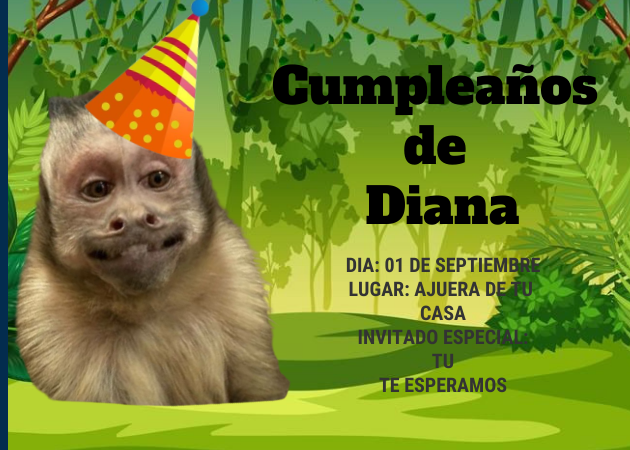 Cumpleaños
de
Diana
DIA: 01 DE SEPTIEMBRE
LUGAR: AJUERA DE TU
CASA
INVITADO ESPECIAL:
TU
TE ESPERAMOS